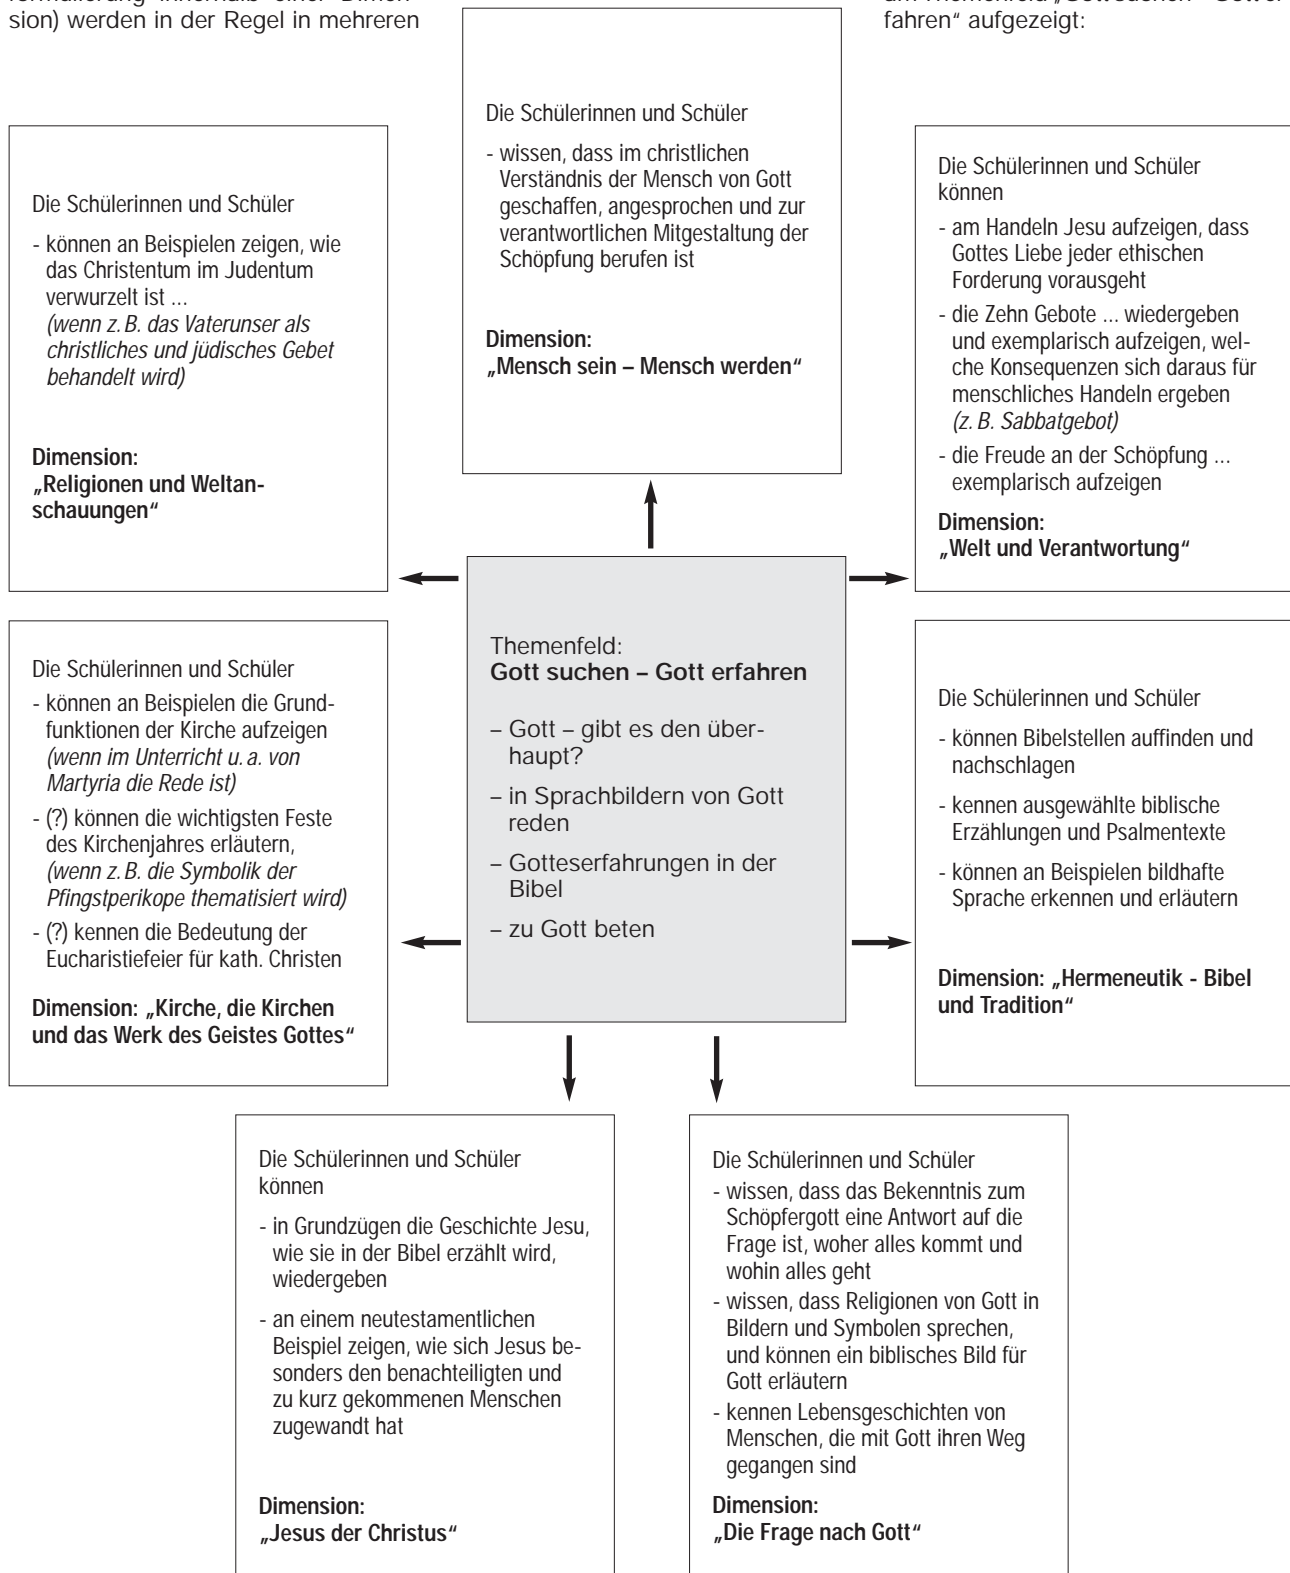 sion) werden in der Regel in mehreren
fahren“ aufgezeigt:
Die Schülerinnen und Schüler
- wissen, dass im christlichen
Verständnis der Mensch von Gott
geschaffen, angesprochen und zur
verantwortlichen Mitgestaltung der
Schöpfung berufen ist
Dimension:
„Mensch sein – Mensch werden“
Die Schülerinnen und Schüler
- können an Beispielen zeigen, wie
das Christentum im Judentum
verwurzelt ist ...
(wenn z. B. das Vaterunser als
christliches und jüdisches Gebet
behandelt wird)
Dimension:
„Religionen und Weltan-
schauungen“
Die Schülerinnen und Schüler
können
- am Handeln Jesu aufzeigen, dass
Gottes Liebe jeder ethischen
Forderung vorausgeht
- die Zehn Gebote ... wiedergeben
und exemplarisch aufzeigen, wel-
che Konsequenzen sich daraus für
menschliches Handeln ergeben
(z. B. Sabbatgebot)
- die Freude an der Schöpfung ...
exemplarisch aufzeigen
Dimension:
„Welt und Verantwortung“
Themenfeld:
Gott suchen – Gott erfahren
– Gott – gibt es den über-
haupt?
– in Sprachbildern von Gott
reden
– Gotteserfahrungen in der
Bibel
– zu Gott beten
Die Schülerinnen und Schüler
- können an Beispielen die Grund-
funktionen der Kirche aufzeigen
(wenn im Unterricht u. a. von
Martyria die Rede ist)
- (?) können die wichtigsten Feste
des Kirchenjahres erläutern,
(wenn z. B. die Symbolik der
Pfingstperikope thematisiert wird)
- (?) kennen die Bedeutung der
Eucharistiefeier für kath. Christen
Dimension: „Kirche, die Kirchen
und das Werk des Geistes Gottes“
Die Schülerinnen und Schüler
- können Bibelstellen auffinden und
nachschlagen
- kennen ausgewählte biblische
Erzählungen und Psalmentexte
- können an Beispielen bildhafte
Sprache erkennen und erläutern
Dimension: „Hermeneutik - Bibel
und Tradition“
Die Schülerinnen und Schüler
können
- in Grundzügen die Geschichte Jesu,
wie sie in der Bibel erzählt wird,
wiedergeben
- an einem neutestamentlichen
Beispiel zeigen, wie sich Jesus be-
sonders den benachteiligten und
zu kurz gekommenen Menschen
zugewandt hat
Dimension:
„Jesus der Christus“
Die Schülerinnen und Schüler
- wissen, dass das Bekenntnis zum
Schöpfergott eine Antwort auf die
Frage ist, woher alles kommt und
wohin alles geht
- wissen, dass Religionen von Gott in
Bildern und Symbolen sprechen,
und können ein biblisches Bild für
Gott erläutern
- kennen Lebensgeschichten von
Menschen, die mit Gott ihren Weg
gegangen sind
Dimension:
„Die Frage nach Gott“